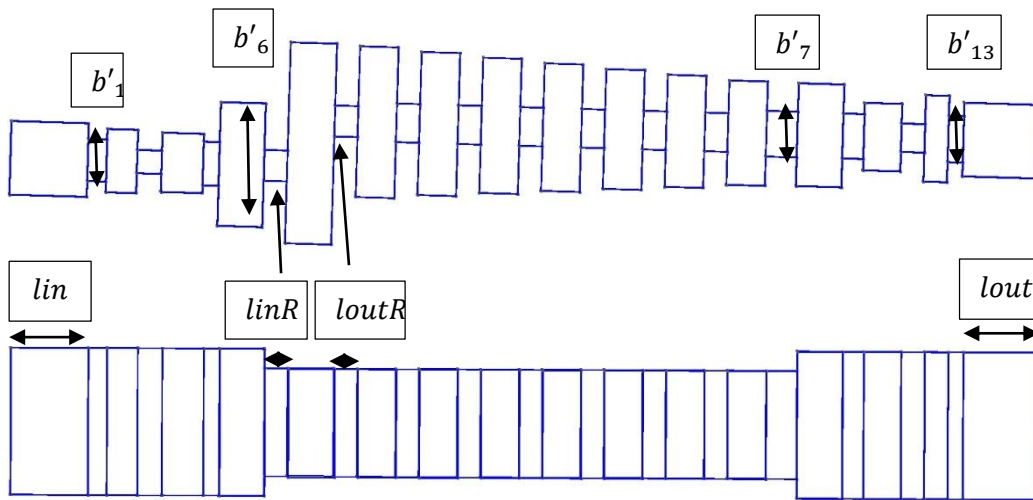 b′₁
b′₆
b′₇
b′₁₃
lin
linR
loutR
lout